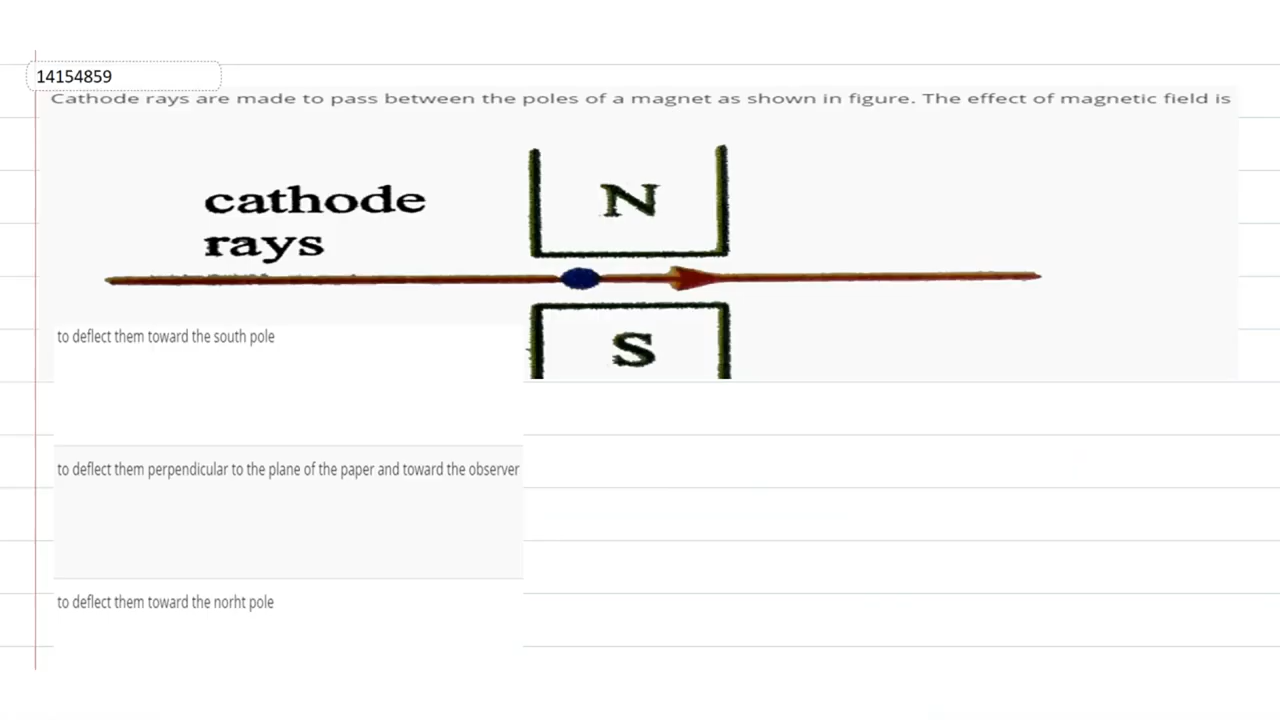 14154859
Cathode rays are made to pass between the poles of a magnet as shown in figure. The effect of magnetic field is
N
cathode
rays
S
to deflect them toward the south pole
to deflect them perpendicular to the plane of the paper and toward the observer
to deflect them toward the norht pole